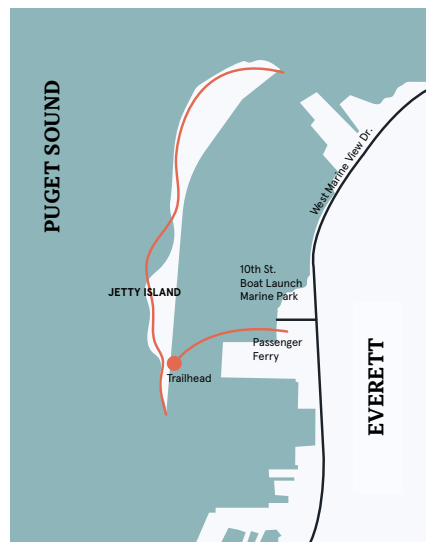 PUGET SOUND
West Marine View Dr.
10th St.
Boat Launch
Marine Park
JETTY ISLAND
Passenger
Ferry
Trailhead
EVERETT